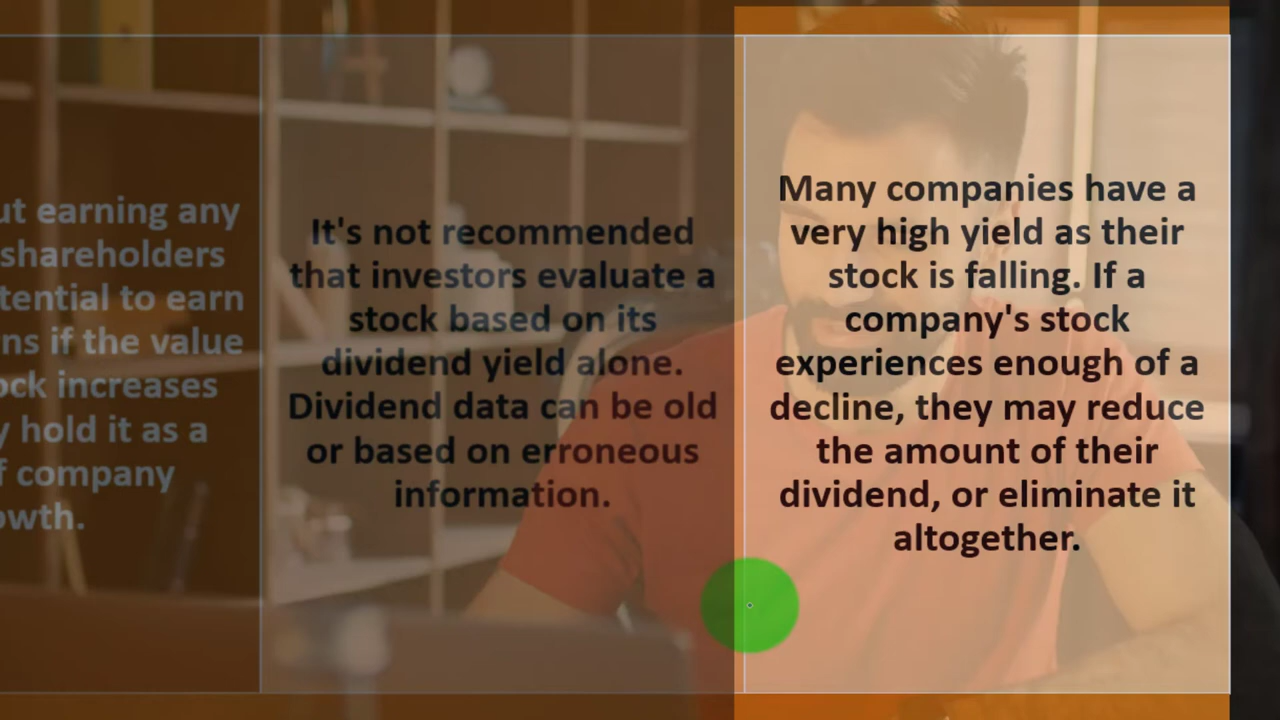 ut earning any
shareholders
tential to earn
ns if the value
ock increases
y hold it as a
f company
owth.
It's not recommended
that investors evaluate a
stock based on its
dividend yield alone.
Dividend data can be old
or based on erroneous
information.
Many companies have a
very high yield as their
stock is falling. If a
company's stock
experiences enough of a
decline, they may reduce
the amount of their
dividend, or eliminate it
altogether.